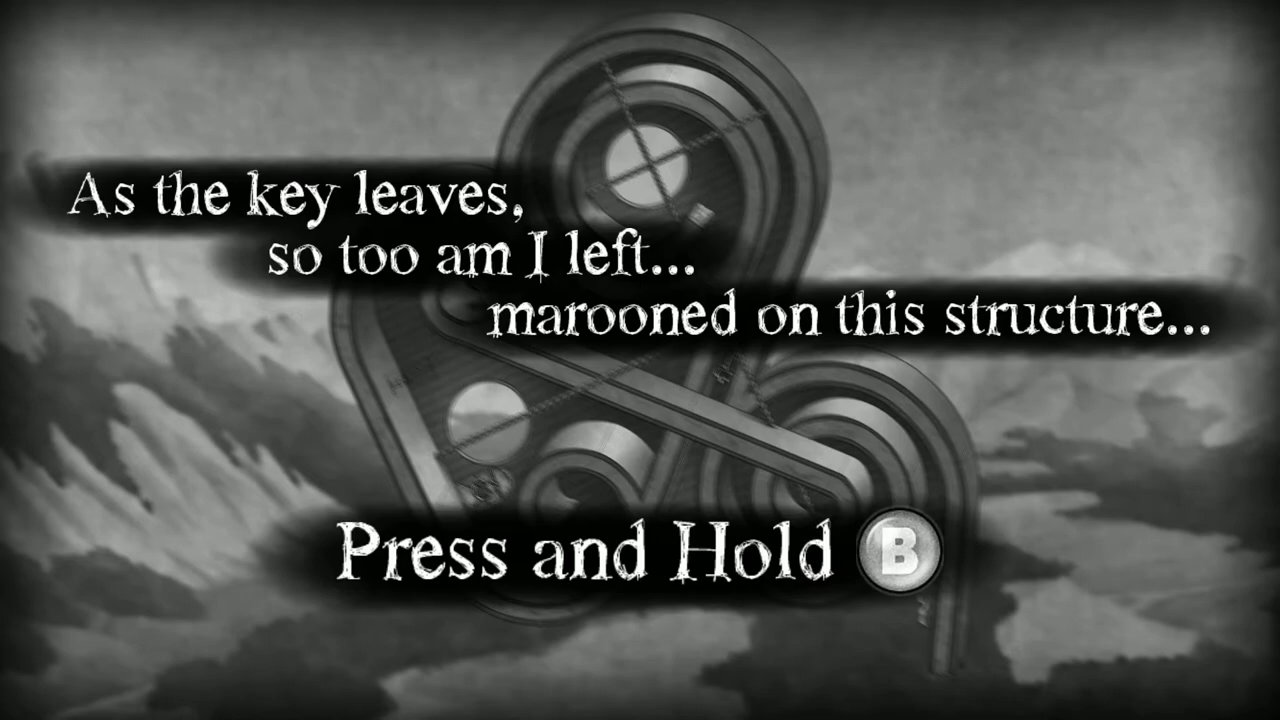 As the key leaves,
so too am I left...
marooned on this structure...
Press and Hold B